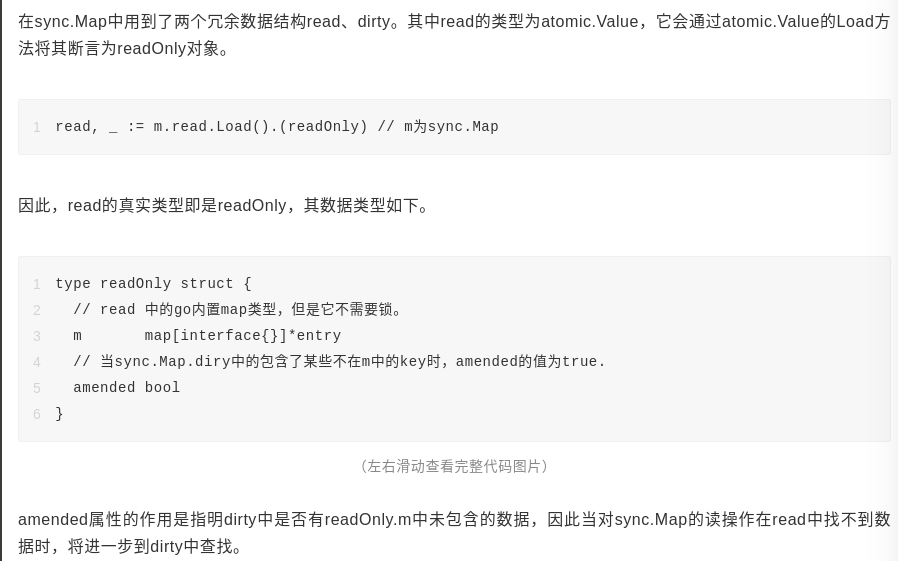 在sync.Map中用到了两个冗余数据结构read、dirty。其中read的类型为atomic.Value，它会通过atomic.Value的Load方
法将其断言为readOnly对象。
1 read, _ := m.read.Load().(readOnly) // m为sync.Map
因此，read的真实类型即是readOnly，其数据类型如下。
1 type readOnly struct {
2   // read 中的go内置map类型，但是它不需要锁。
3   m       map[interface{}]*entry
4   // 当sync.Map.diry中的包含了某些不在m中的key时，amended的值为true.
5   amended bool
6 }
（左右滑动查看完整代码图片）
amended属性的作用是指明dirty中是否有readOnly.m中未包含的数据，因此当对sync.Map的读操作在read中找不到数
据时，将进一步到dirty中查找。